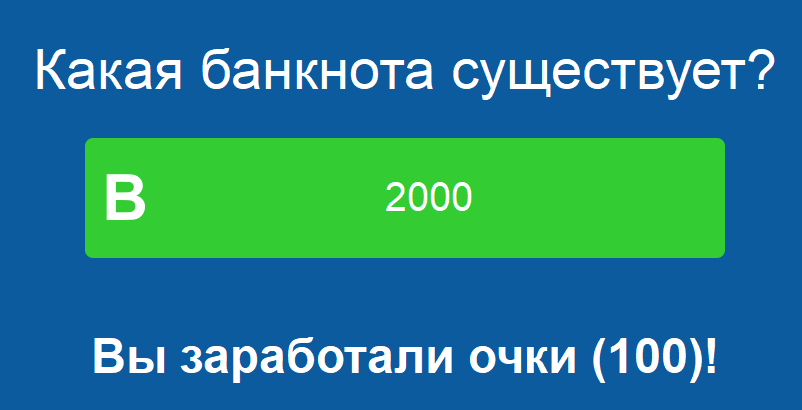 Какая банкнота существует?
B 2000
Вы заработали очки (100)!